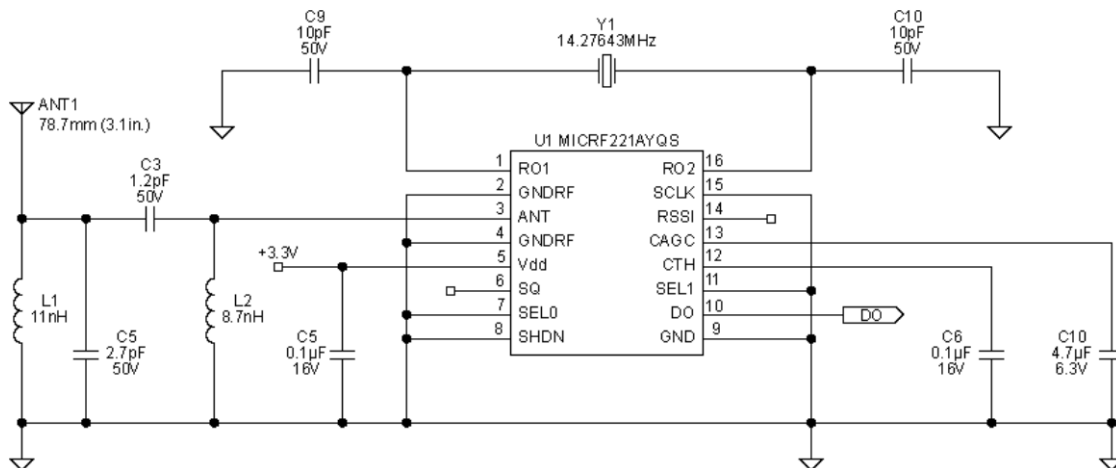 C9
10pF
50V
Y1
14.27643MHz
C10
10pF
50V
ANT1
78.7mm (3.1in.)
C3
1.2pF
50V
U1 MICRF221AYQS
1 RO1 RO2 16
2 GNDRF SCLK 15
3 ANT RSSI 14
4 GNDRF CAGC 13
5 Vdd CTH 12
6 SQ SEL1 11
7 SEL0 DO 10
8 SHDN GND 9
+3.3V
DO
L1
11nH
C5
2.7pF
50V
L2
8.7nH
C5
0.1µF
16V
C6
0.1µF
16V
C10
4.7µF
6.3V